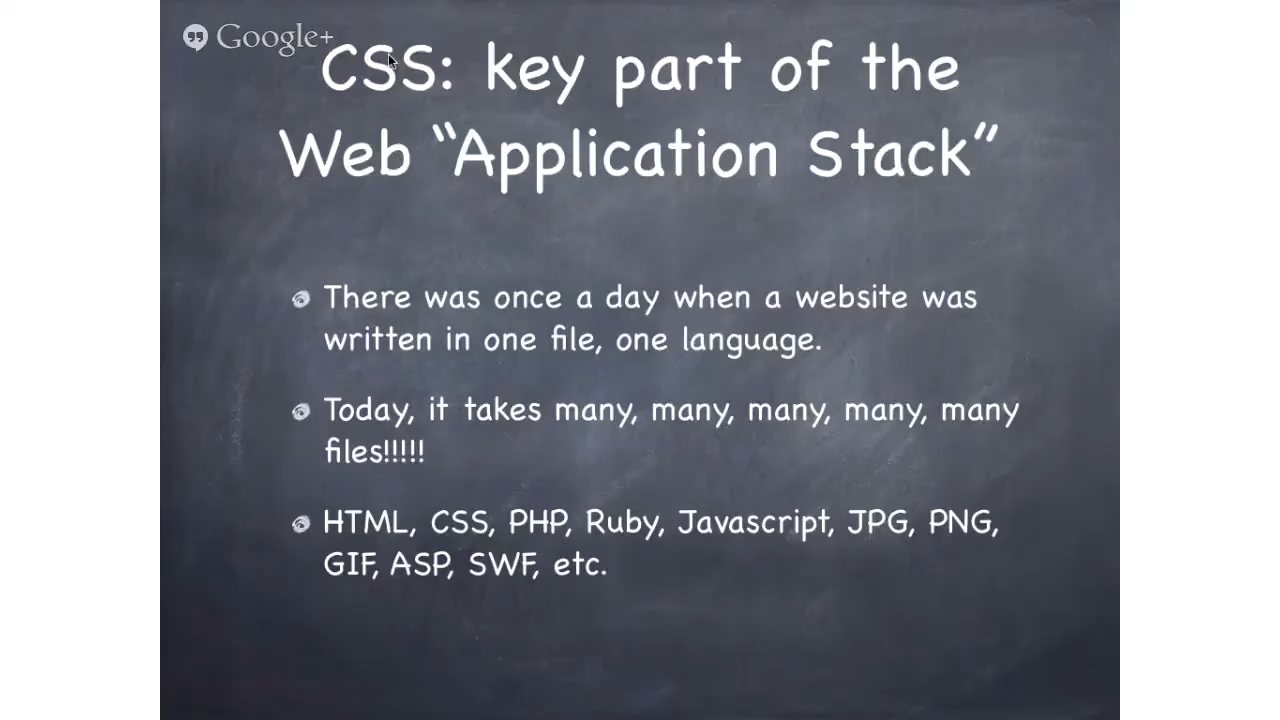 Google+
CSS: key part of the
Web “Application Stack”
There was once a day when a website was
written in one file, one language.
Today, it takes many, many, many, many, many
files!!!!!
HTML, CSS, PHP, Ruby, Javascript, JPG, PNG,
GIF, ASP, SWF, etc.